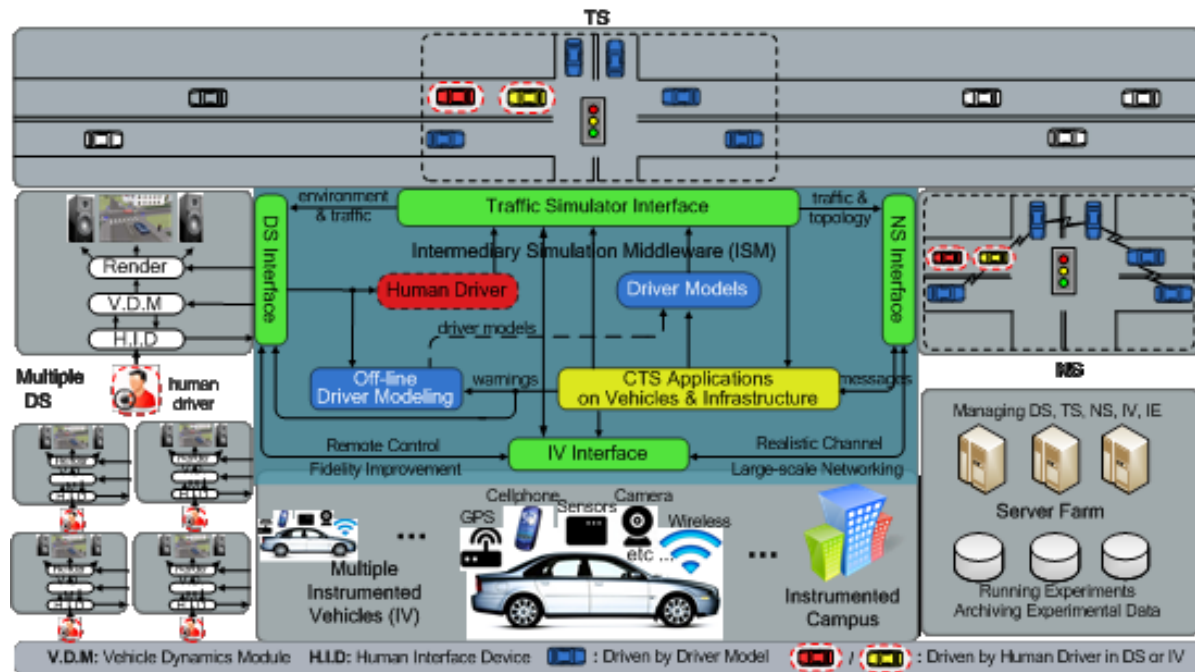 TS
environment
& traffic
Traffic Simulator Interface
traffic &
topology
DS Interface
NS Interface
Intermediary Simulation Middleware (ISM)
Render
V.D.M
H.I.D
Human Driver
Driver Models
driver models
Multiple
DS
human
driver
Off-line
Driver Modeling
warnings
CTS Applications
on Vehicles & Infrastructure
messages
NS
Remote Control
Fidelity Improvement
IV Interface
Realistic Channel
Large-scale Networking
Managing DS, TS, NS, IV, IE
Server Farm
Running Experiments
Archiving Experimental Data
Render
H.I.D
Render
H.I.D
Render
H.I.D
Render
H.I.D
...
Multiple
Instrumented
Vehicles (IV)
GPS
Cellphone
Sensors
Camera
etc ...
Wireless
...
Instrumented
Campus
V.D.M: Vehicle Dynamics Module
H.I.D: Human Interface Device
: Driven by Driver Model
/
: Driven by Human Driver in DS or IV